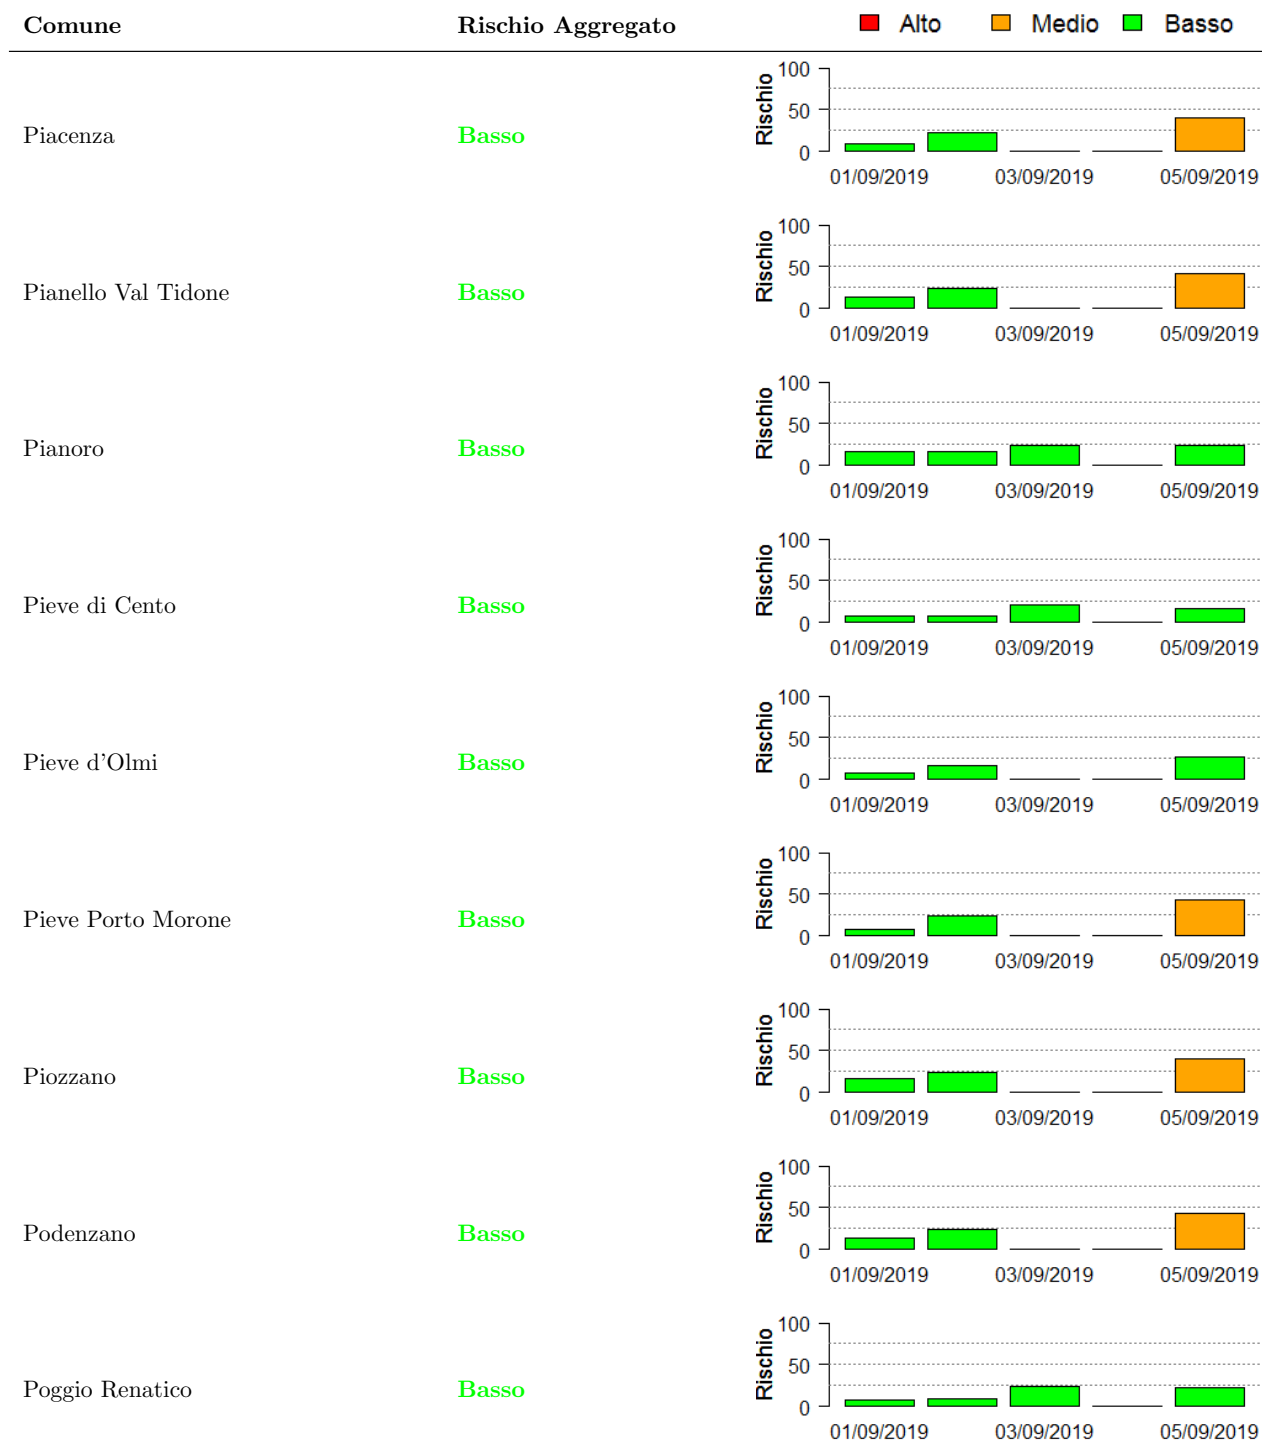 Comune Rischio Aggregato Alto Medio Basso
Piacenza Basso Rischio 100 50 0
01/09/2019 03/09/2019 05/09/2019
Pianello Val Tidone Basso Rischio 100 50 0
01/09/2019 03/09/2019 05/09/2019
Pianoro Basso Rischio 100 50 0
01/09/2019 03/09/2019 05/09/2019
Pieve di Cento Basso Rischio 100 50 0
01/09/2019 03/09/2019 05/09/2019
Pieve d'Olmi Basso Rischio 100 50 0
01/09/2019 03/09/2019 05/09/2019
Pieve Porto Morone Basso Rischio 100 50 0
01/09/2019 03/09/2019 05/09/2019
Piozzano Basso Rischio 100 50 0
01/09/2019 03/09/2019 05/09/2019
Podenzano Basso Rischio 100 50 0
01/09/2019 03/09/2019 05/09/2019
Poggio Renatico Basso Rischio 100 50 0
01/09/2019 03/09/2019 05/09/2019